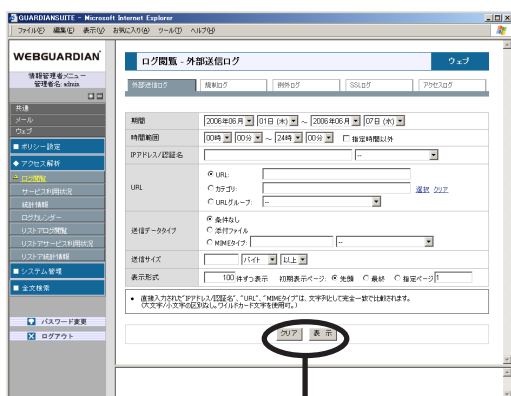 GUARDIANSUITE - Microsoft Internet Explorer
ファイル(F) 編集(E) 表示(V) お気に入り(A) ツール(T) ヘルプ(H)
WEBGUARDIAN
情報管理者メニュー
管理者名: admin
共通
メール
ウェブ
■ ポリシー設定
◆ アクセス解析
ログ閲覧
サービス利用状況
統計情報
ログカレンダー
リストアログ閲覧
リストアサービス利用状況
リストア統計情報
■ システム管理
■ 全文検索
パスワード変更
ログアウト
ログ閲覧 - 外部送信ログ ウェブ
外部送信ログ 規制ログ 例外ログ SSLログ アクセスログ
期間 2006年06月 01日 (木) ~ 2006年06月 07日 (水)
時間範囲 00時 00分 ~ 24時 00分 指定時間以外
IPアドレス/認証名 --
URL URL:
カテゴリ: 選択 クリア
URLグループ: --
送信データタイプ 条件なし
添付ファイル
MIMEタイプ: --
送信サイズ バイト 以上
表示形式 100 件ずつ表示 初期表示ページ: 先頭 最終 指定ページ 1
• 直接入力された"IPアドレス/認証名"、"URL"、"MIMEタイプ"は、文字列として完全一致で比較されます。
(大文字/小文字の区別なし。ワイルドカード文字を使用可。)
クリア 表示